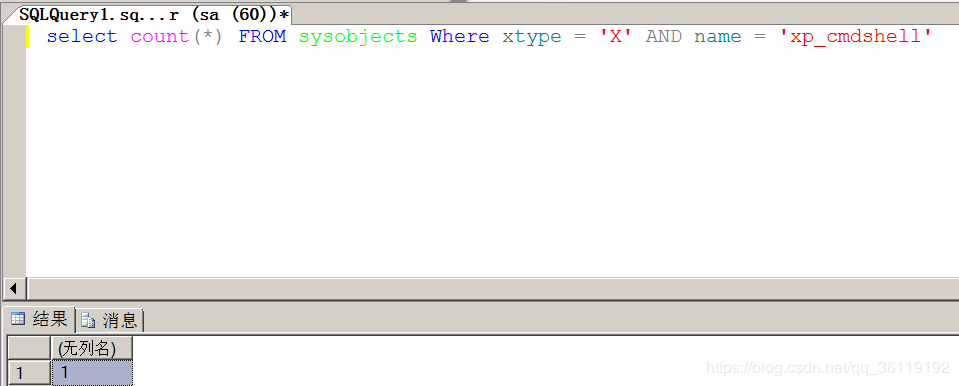 SQLQuery1.sq...r (sa (60))*
select count(*) FROM sysobjects Where xtype = 'X' AND name = 'xp_cmdshell'
结果 消息
(无列名)
1 1
https://blog.csdn.net/qq_36119192